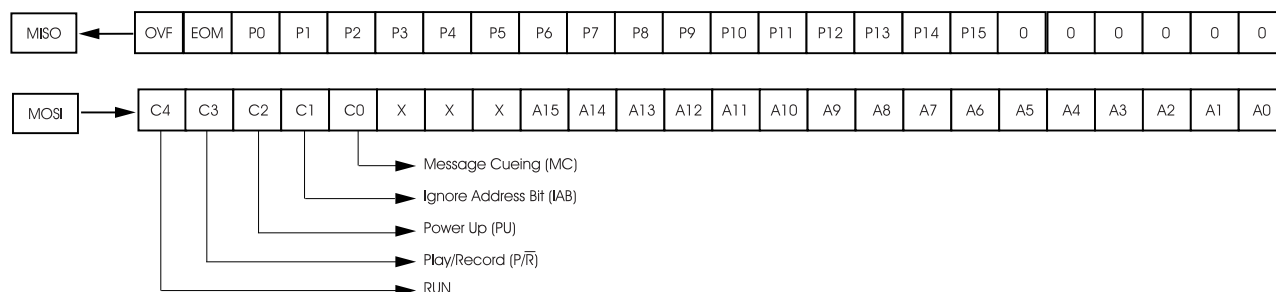 MISO OVF EOM P0 P1 P2 P3 P4 P5 P6 P7 P8 P9 P10 P11 P12 P13 P14 P15 0 0 0 0 0 0
MOSI C4 C3 C2 C1 C0 X X X A15 A14 A13 A12 A11 A10 A9 A8 A7 A6 A5 A4 A3 A2 A1 A0
Message Cueing (MC)
Ignore Address Bit (IAB)
Power Up (PU)
Play/Record (P/R̅)
RUN